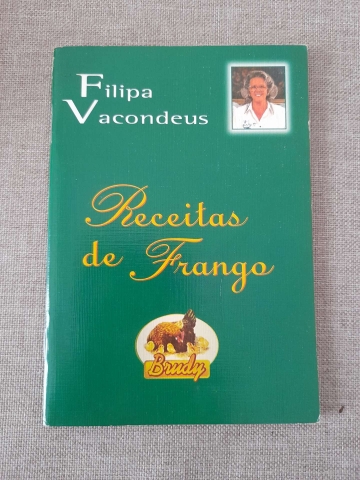 Filipa
Vacondeus
Receitas
de Frango
Brudy